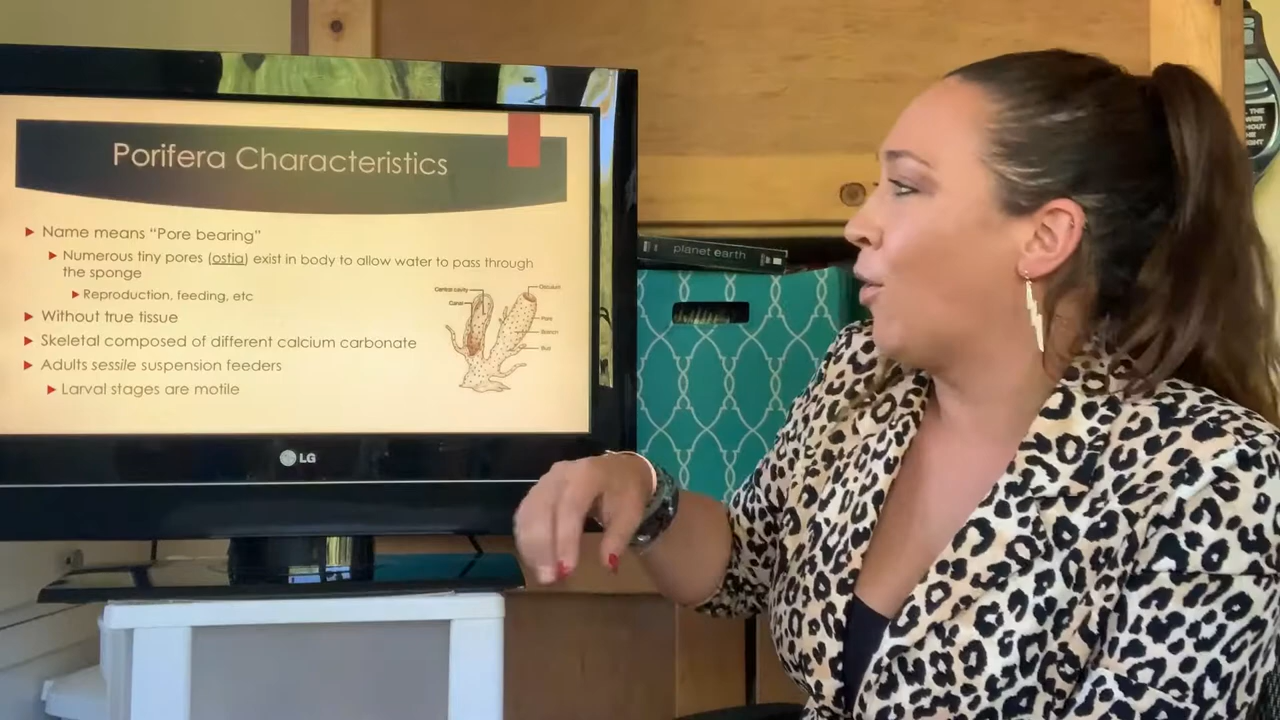 Porifera Characteristics
Name means “Pore bearing”
Numerous tiny pores (ostia) exist in body to allow water to pass through
the sponge
Reproduction, feeding, etc
Without true tissue
Skeletal composed of different calcium carbonate
Adults sessile suspension feeders
Larval stages are motile
Central cavity
Osculum
Canal
Pore
Branch
Bud
LG
planet earth
THE